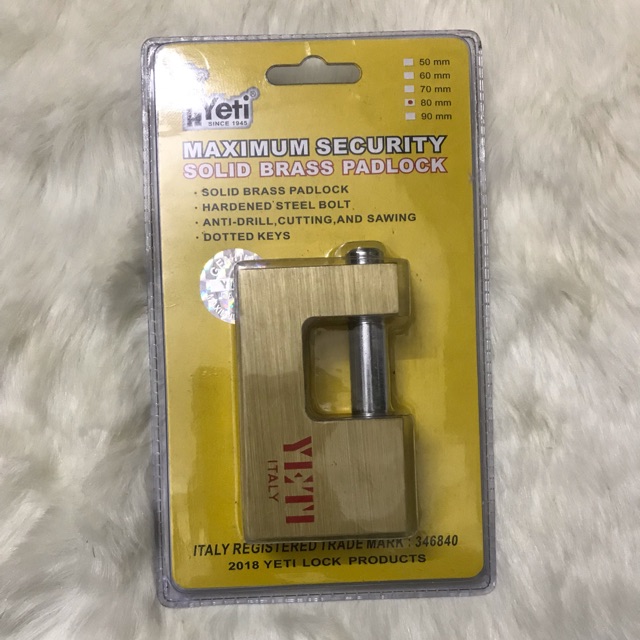 50 mm
60 mm
70 mm
80 mm
90 mm
Yeti®
SINCE 1945
MAXIMUM SECURITY
SOLID BRASS PADLOCK
· SOLID BRASS PADLOCK
· HARDENED STEEL BOLT
· ANTI-DRILL,CUTTING,AND SAWING
· DOTTED KEYS
YETI
ITALY
ITALY REGISTERED TRADE MARK : 346840
2018 YETI LOCK PRODUCTS